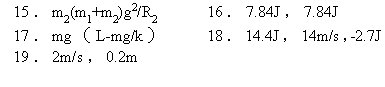 15． m₂(m₁+m₂)g²/R₂ 16． 7.84J， 7.84J
17． mg （ L-mg/k ） 18． 14.4J， 14m/s ,-2.7J
19． 2m/s， 0.2m